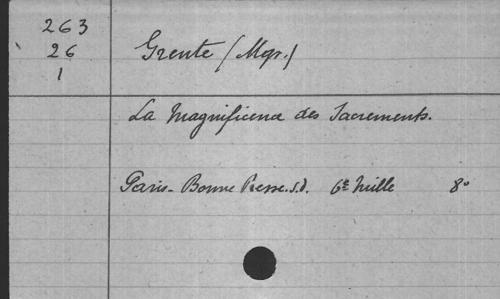 263
26
1
Grente (Mgr.)
La Magnificence des Sacrements.
Paris - Bonne Presse. s.d. 6e mille 8°